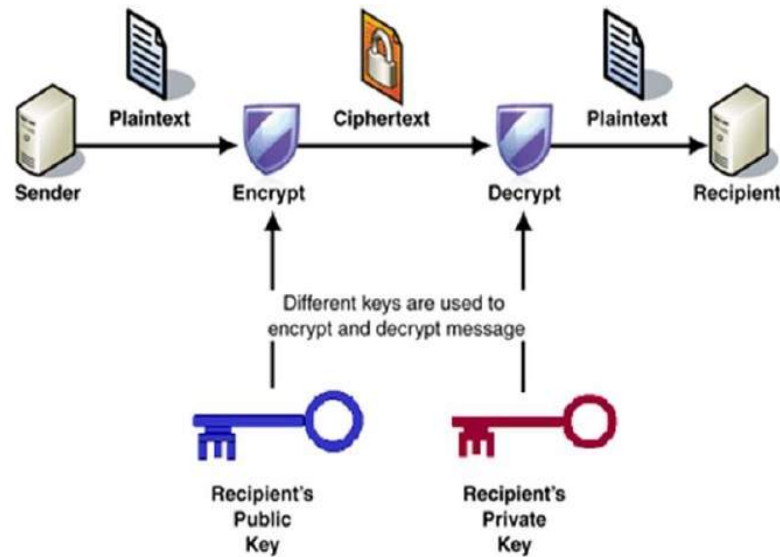 Plaintext
Ciphertext
Plaintext
Sender
Encrypt
Decrypt
Recipient
Different keys are used to
encrypt and decrypt message
Recipient's
Public
Key
Recipient's
Private
Key